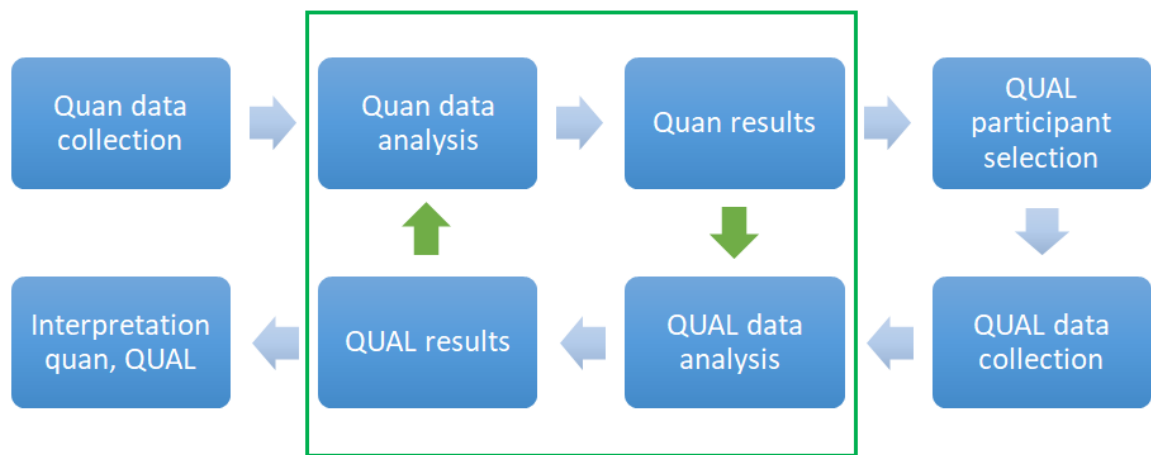 Quan data
collection
Quan data
analysis
Quan results
QUAL
participant
selection
Interpretation
quan, QUAL
QUAL results
QUAL data
analysis
QUAL data
collection